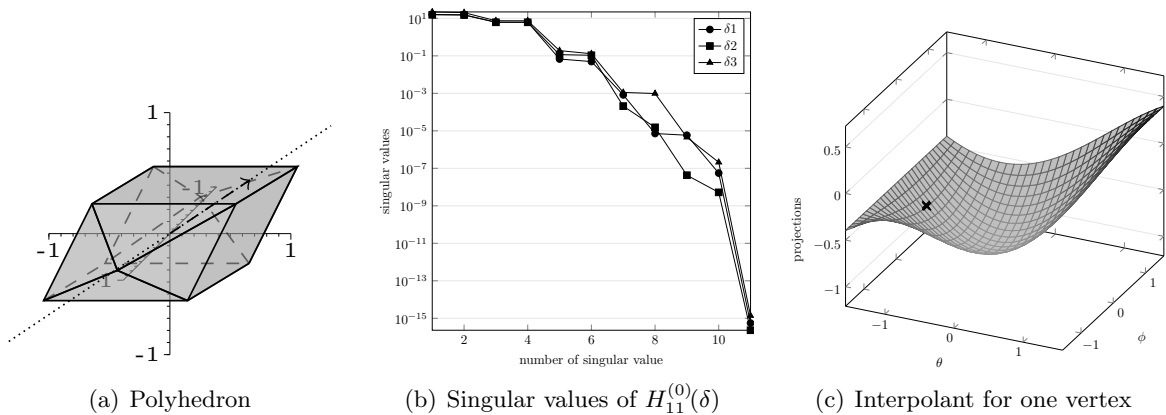 1
-1
-1
1
1
-1
singular values
10^1
10^{-1}
10^{-3}
10^{-5}
10^{-7}
10^{-9}
10^{-11}
10^{-13}
10^{-15}
2 4 6 8 10
number of singular value
δ1
δ2
δ3
projections
0.5
0
−0.5
−1
−1 0 1
θ
−1 0 1
ϕ
(a) Polyhedron
(b) Singular values of H_{11}^{(0)}(δ)
(c) Interpolant for one vertex